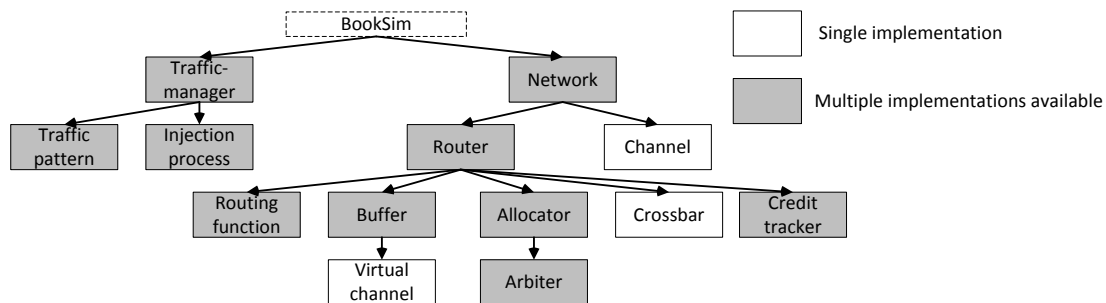 BookSim
Single implementation
Traffic-
manager
Network
Multiple implementations available
Traffic
pattern
Injection
process
Router
Channel
Routing
function
Buffer
Allocator
Crossbar
Credit
tracker
Virtual
channel
Arbiter